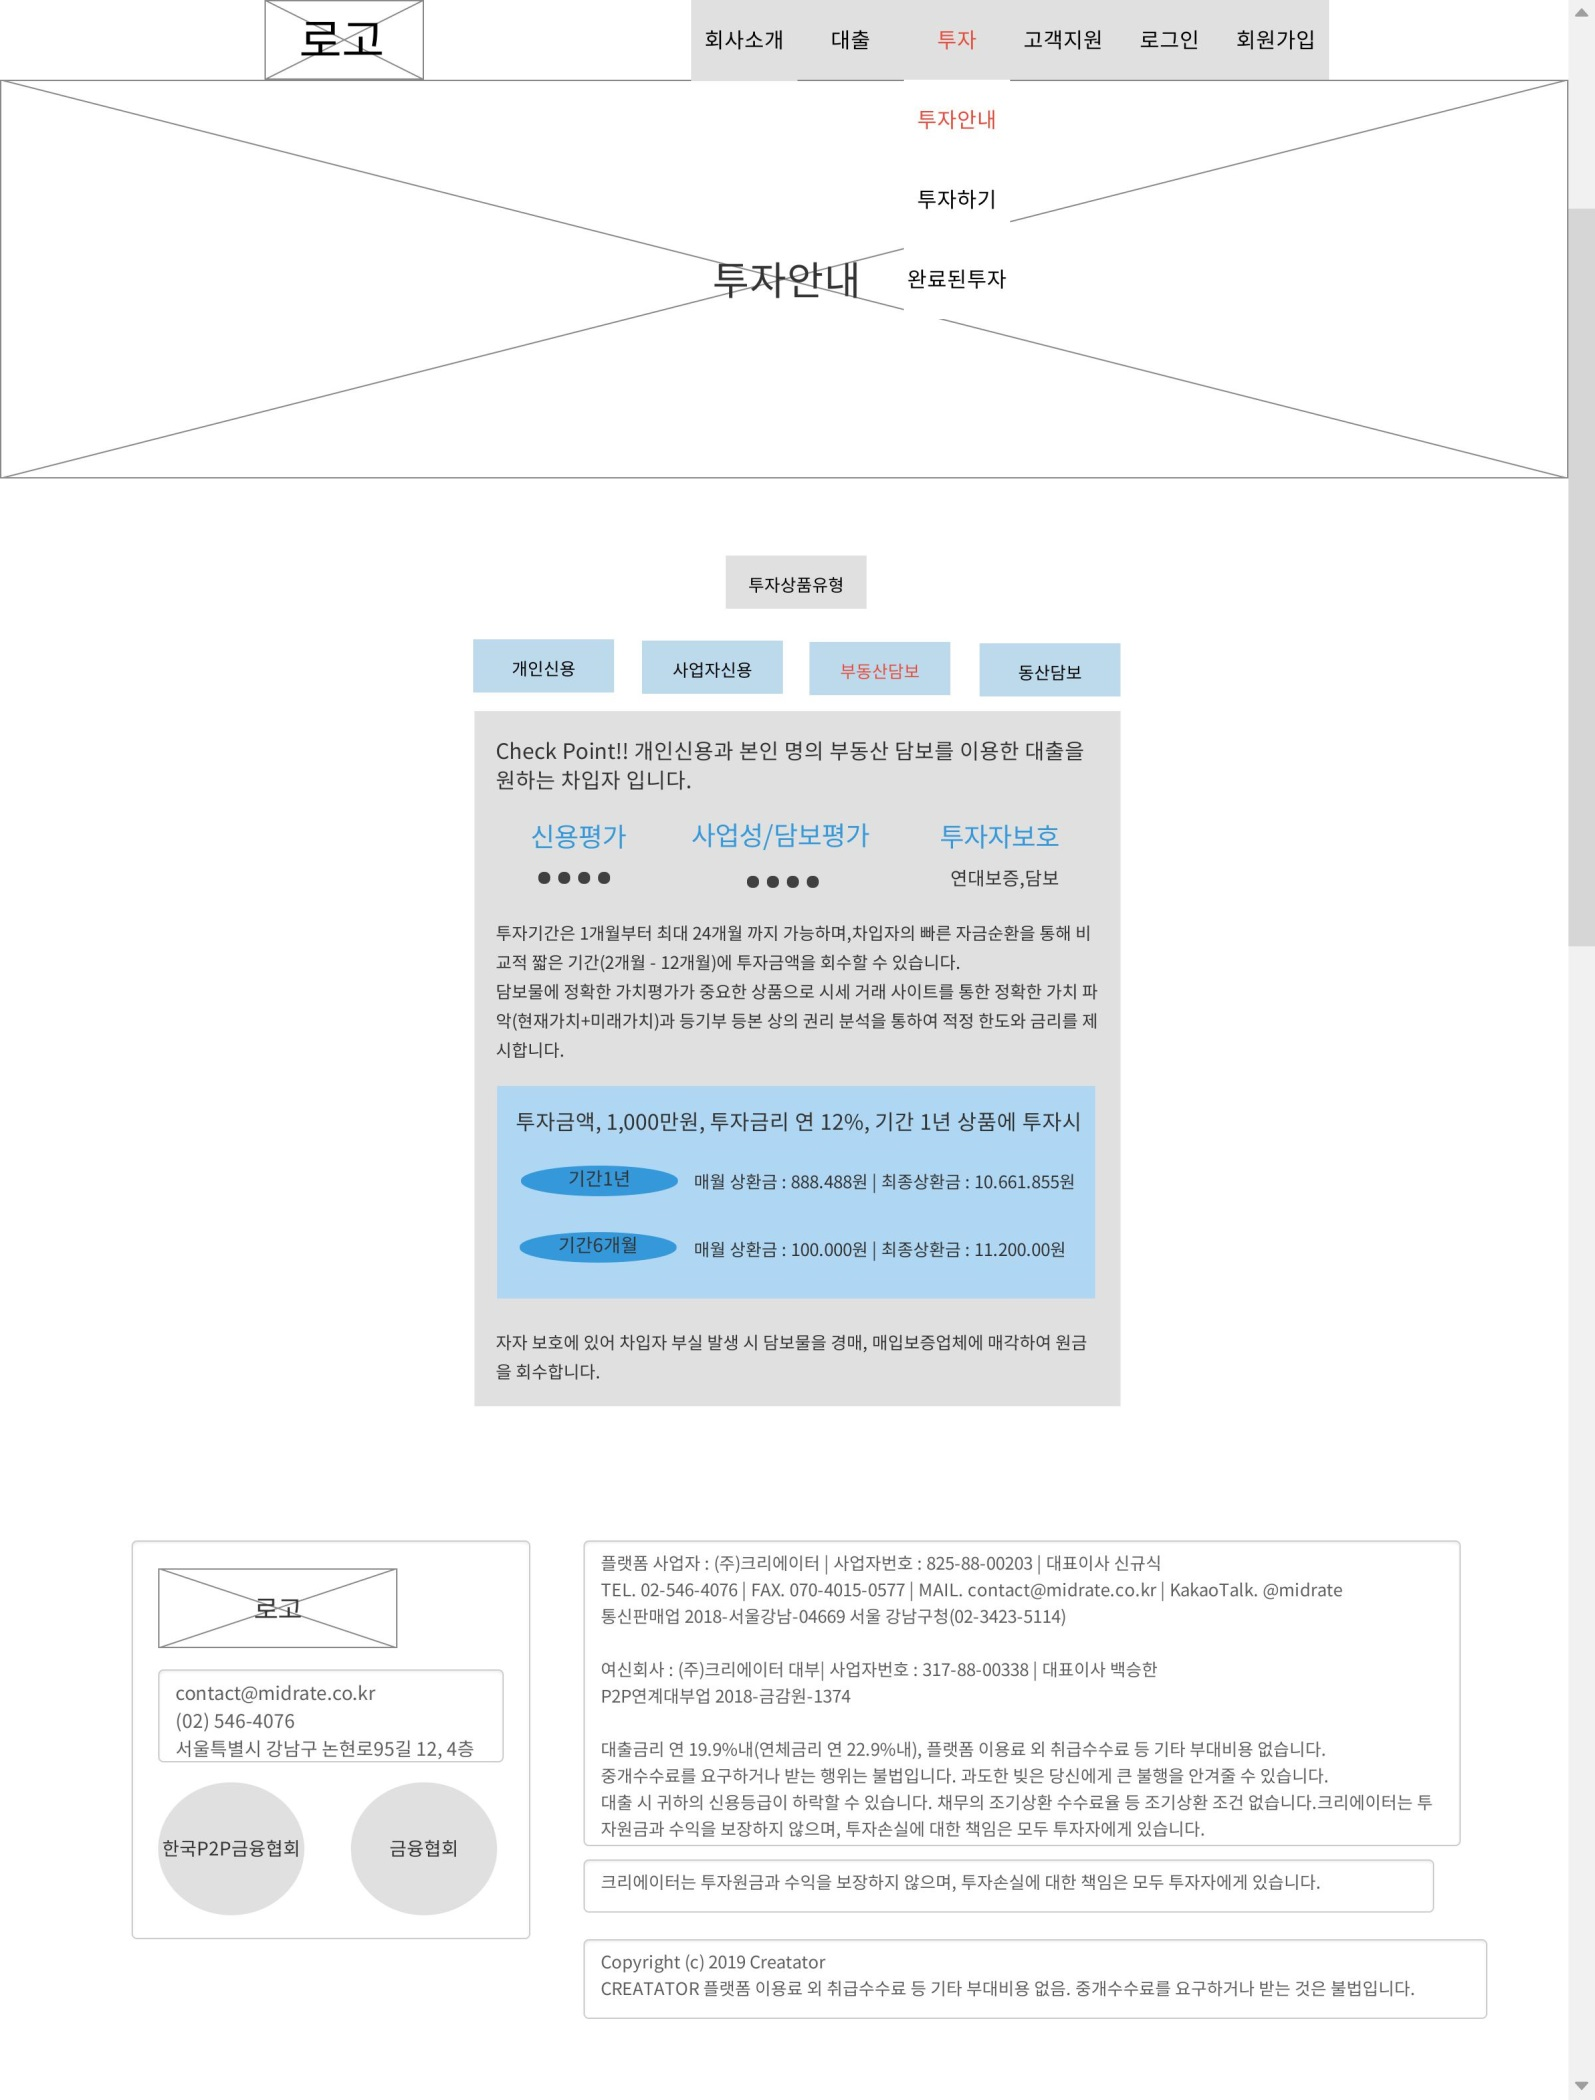 로고
회사소개 대출 투자 고객지원 로그인 회원가입
투자안내
투자하기
완료된투자
투자안내
투자상품유형
개인신용 사업자신용 부동산담보 동산담보
Check Point!! 개인신용과 본인 명의 부동산 담보를 이용한 대출을
원하는 차입자 입니다.
신용평가 사업성/담보평가 투자자보호
연대보증,담보
투자기간은 1개월부터 최대 24개월 까지 가능하며,차입자의 빠른 자금순환을 통해 비
교적 짧은 기간(2개월 - 12개월)에 투자금액을 회수할 수 있습니다.
담보물에 정확한 가치평가가 중요한 상품으로 시세 거래 사이트를 통한 정확한 가치 파
악(현재가치+미래가치)과 등기부 등본 상의 권리 분석을 통하여 적정 한도와 금리를 제
시합니다.
투자금액, 1,000만원, 투자금리 연 12%, 기간 1년 상품에 투자시
기간1년 매월 상환금 : 888.488원 | 최종상환금 : 10.661.855원
기간6개월 매월 상환금 : 100.000원 | 최종상환금 : 11.200.00원
자자 보호에 있어 차입자 부실 발생 시 담보물을 경매, 매입보증업체에 매각하여 원금
을 회수합니다.
로고
contact@midrate.co.kr
(02) 546-4076
서울특별시 강남구 논현로95길 12, 4층
한국P2P금융협회 금융협회
플랫폼 사업자 : (주)크리에이터 | 사업자번호 : 825-88-00203 | 대표이사 신규식
TEL. 02-546-4076 | FAX. 070-4015-0577 | MAIL. contact@midrate.co.kr | KakaoTalk. @midrate
통신판매업 2018-서울강남-04669 서울 강남구청(02-3423-5114)
여신회사 : (주)크리에이터 대부| 사업자번호 : 317-88-00338 | 대표이사 백승한
P2P연계대부업 2018-금감원-1374
대출금리 연 19.9%내(연체금리 연 22.9%내), 플랫폼 이용료 외 취급수수료 등 기타 부대비용 없습니다.
중개수수료를 요구하거나 받는 행위는 불법입니다. 과도한 빚은 당신에게 큰 불행을 안겨줄 수 있습니다.
대출 시 귀하의 신용등급이 하락할 수 있습니다. 채무의 조기상환 수수료율 등 조기상환 조건 없습니다.크리에이터는 투
자원금과 수익을 보장하지 않으며, 투자손실에 대한 책임은 모두 투자자에게 있습니다.
크리에이터는 투자원금과 수익을 보장하지 않으며, 투자손실에 대한 책임은 모두 투자자에게 있습니다.
Copyright (c) 2019 Creatator
CREATATOR 플랫폼 이용료 외 취급수수료 등 기타 부대비용 없음. 중개수수료를 요구하거나 받는 것은 불법입니다.